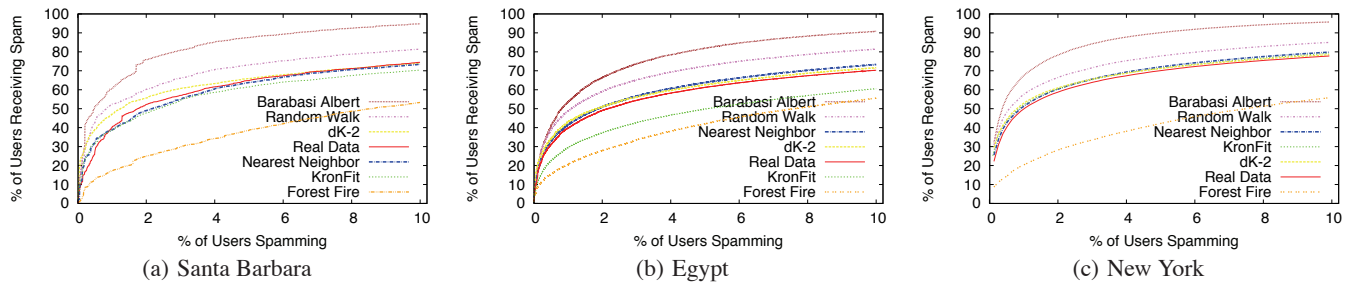 % of Users Receiving Spam
100
90
80
70
60
50
40
30
20
10
0
Barabasi Albert
Random Walk
dK-2
Real Data
Nearest Neighbor
KronFit
Forest Fire
0 2 4 6 8 10
% of Users Spamming
(a) Santa Barbara
% of Users Receiving Spam
100
90
80
70
60
50
40
30
20
10
0
Barabasi Albert
Random Walk
Nearest Neighbor
dK-2
Real Data
KronFit
Forest Fire
0 2 4 6 8 10
% of Users Spamming
(b) Egypt
% of Users Receiving Spam
100
90
80
70
60
50
40
30
20
10
0
Barabasi Albert
Random Walk
Nearest Neighbor
KronFit
dK-2
Real Data
Forest Fire
0 2 4 6 8 10
% of Users Spamming
(c) New York